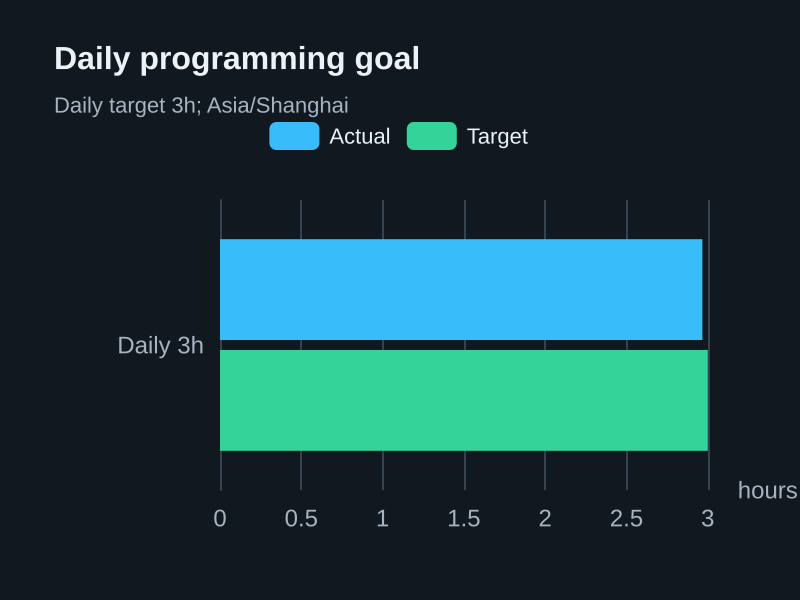 Daily programming goal
Daily target 3h; Asia/Shanghai
Actual Target
Daily 3h
hours
0 0.5 1 1.5 2 2.5 3